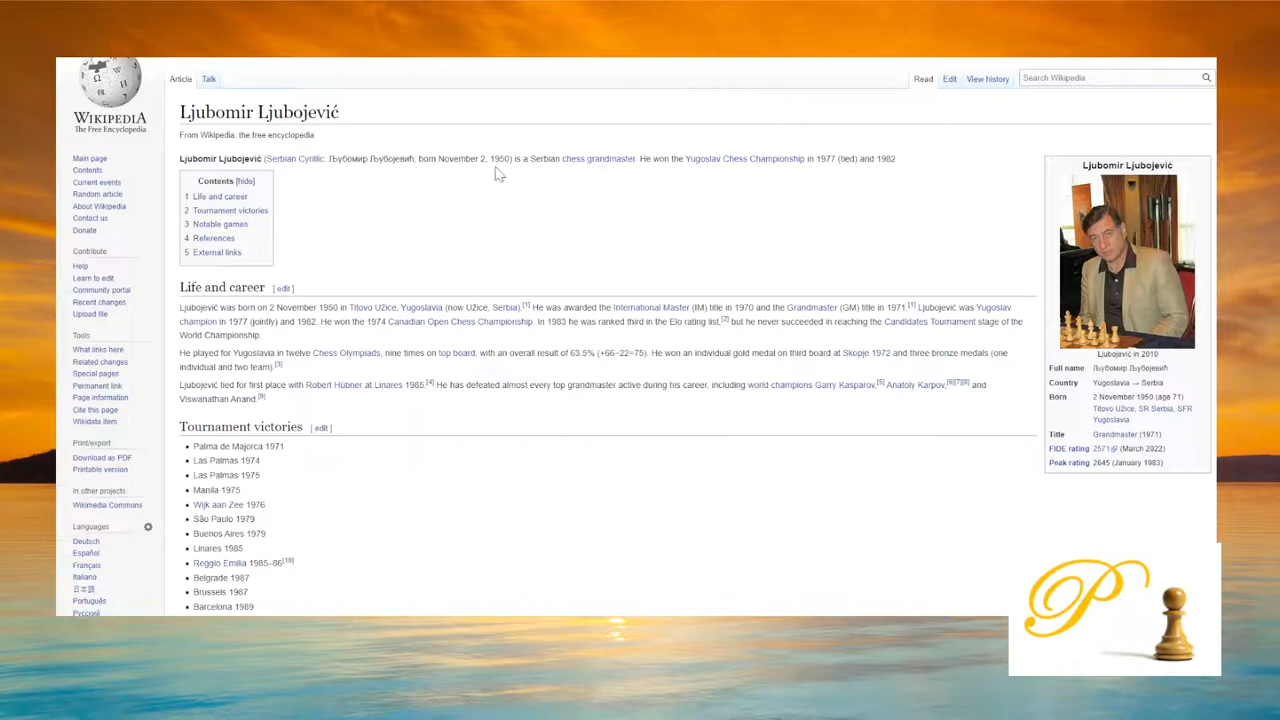 WIKIPEDIA
The Free Encyclopedia
Main page
Contents
Current events
Random article
About Wikipedia
Contact us
Donate
Contribute
Help
Learn to edit
Community portal
Recent changes
Upload file
Tools
What links here
Related changes
Special pages
Permanent link
Page information
Cite this page
Wikidata item
Print/export
Download as PDF
Printable version
In other projects
Wikimedia Commons
Languages
Deutsch
Español
Français
Italiano
日本語
Português
Русский
Article Talk
Read Edit View history Search Wikipedia
Ljubomir Ljubojević
From Wikipedia, the free encyclopedia
Ljubomir Ljubojević (Serbian Cyrillic: Љубомир Љубојевић; born November 2, 1950) is a Serbian chess grandmaster. He won the Yugoslav Chess Championship in 1977 (tied) and 1982
Contents [hide]
1 Life and career
2 Tournament victories
3 Notable games
4 References
5 External links
Life and career [ edit ]
Ljubojević was born on 2 November 1950 in Titovo Užice, Yugoslavia (now Užice, Serbia).[1] He was awarded the International Master (IM) title in 1970 and the Grandmaster (GM) title in 1971.[1] Ljubojević was Yugoslav
champion in 1977 (jointly) and 1982. He won the 1974 Canadian Open Chess Championship. In 1983 he was ranked third in the Elo rating list,[2] but he never succeeded in reaching the Candidates Tournament stage of the
World Championship.
He played for Yugoslavia in twelve Chess Olympiads, nine times on top board, with an overall result of 63.5% (+66−22=75). He won an individual gold medal on third board at Skopje 1972 and three bronze medals (one
individual and two team).[3]
Ljubojević tied for first place with Robert Hübner at Linares 1985.[4] He has defeated almost every top grandmaster active during his career, including world champions Garry Kasparov,[5] Anatoly Karpov,[6][7][8] and
Viswanathan Anand.[9]
Tournament victories [ edit ]
• Palma de Majorca 1971
• Las Palmas 1974
• Las Palmas 1975
• Manila 1975
• Wijk aan Zee 1976
• São Paulo 1979
• Buenos Aires 1979
• Linares 1985
• Reggio Emilia 1985–86[10]
• Belgrade 1987
• Brussels 1987
• Barcelona 1989
Ljubomir Ljubojević
Ljubojević in 2010
Full name Љубомир Љубојевић
Country Yugoslavia → Serbia
Born 2 November 1950 (age 71)
Titovo Užice, SR Serbia, SFR
Yugoslavia
Title Grandmaster (1971)
FIDE rating 2571 (March 2022)
Peak rating 2645 (January 1983)
P